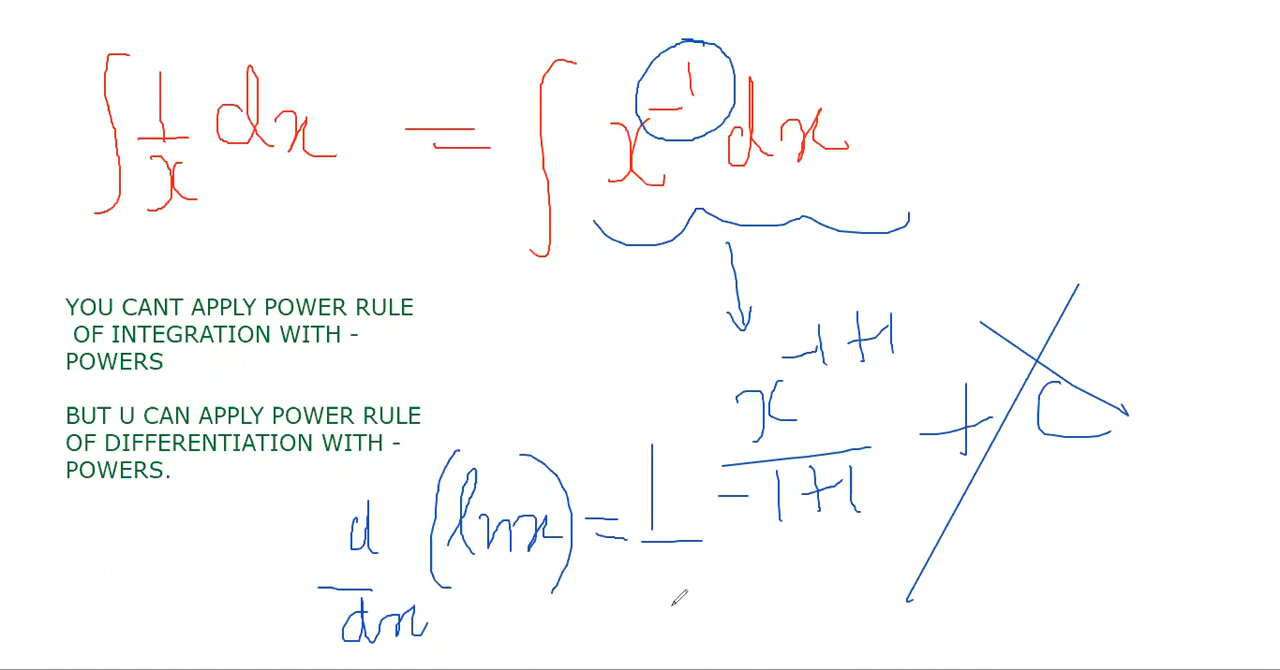 ∫ 1/x dx = ∫ x⁻¹ dx
YOU CANT APPLY POWER RULE
OF INTEGRATION WITH -
POWERS
x⁻¹⁺¹/(-1+1) + C
BUT U CAN APPLY POWER RULE
OF DIFFERENTIATION WITH -
POWERS.
d/dx (ln x) = 1